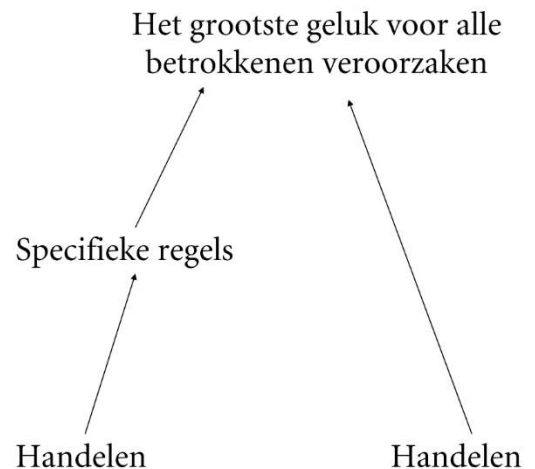 Het grootste geluk voor alle
betrokkenen veroorzaken
Specifieke regels
Handelen
Handelen